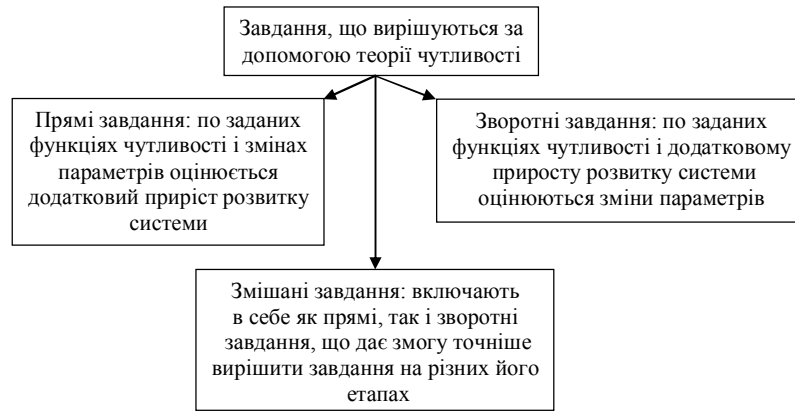 Завдання, що вирішуються за
допомогою теорії чутливості
Прямі завдання: по заданих
функціях чутливості і змінах
параметрів оцінюється
додатковий приріст розвитку
системи
Зворотні завдання: по заданих
функціях чутливості і додатковому
приросту розвитку системи
оцінюються зміни параметрів
Змішані завдання: включають
в себе як прямі, так і зворотні
завдання, що дає змогу точніше
вирішити завдання на різних його
етапах